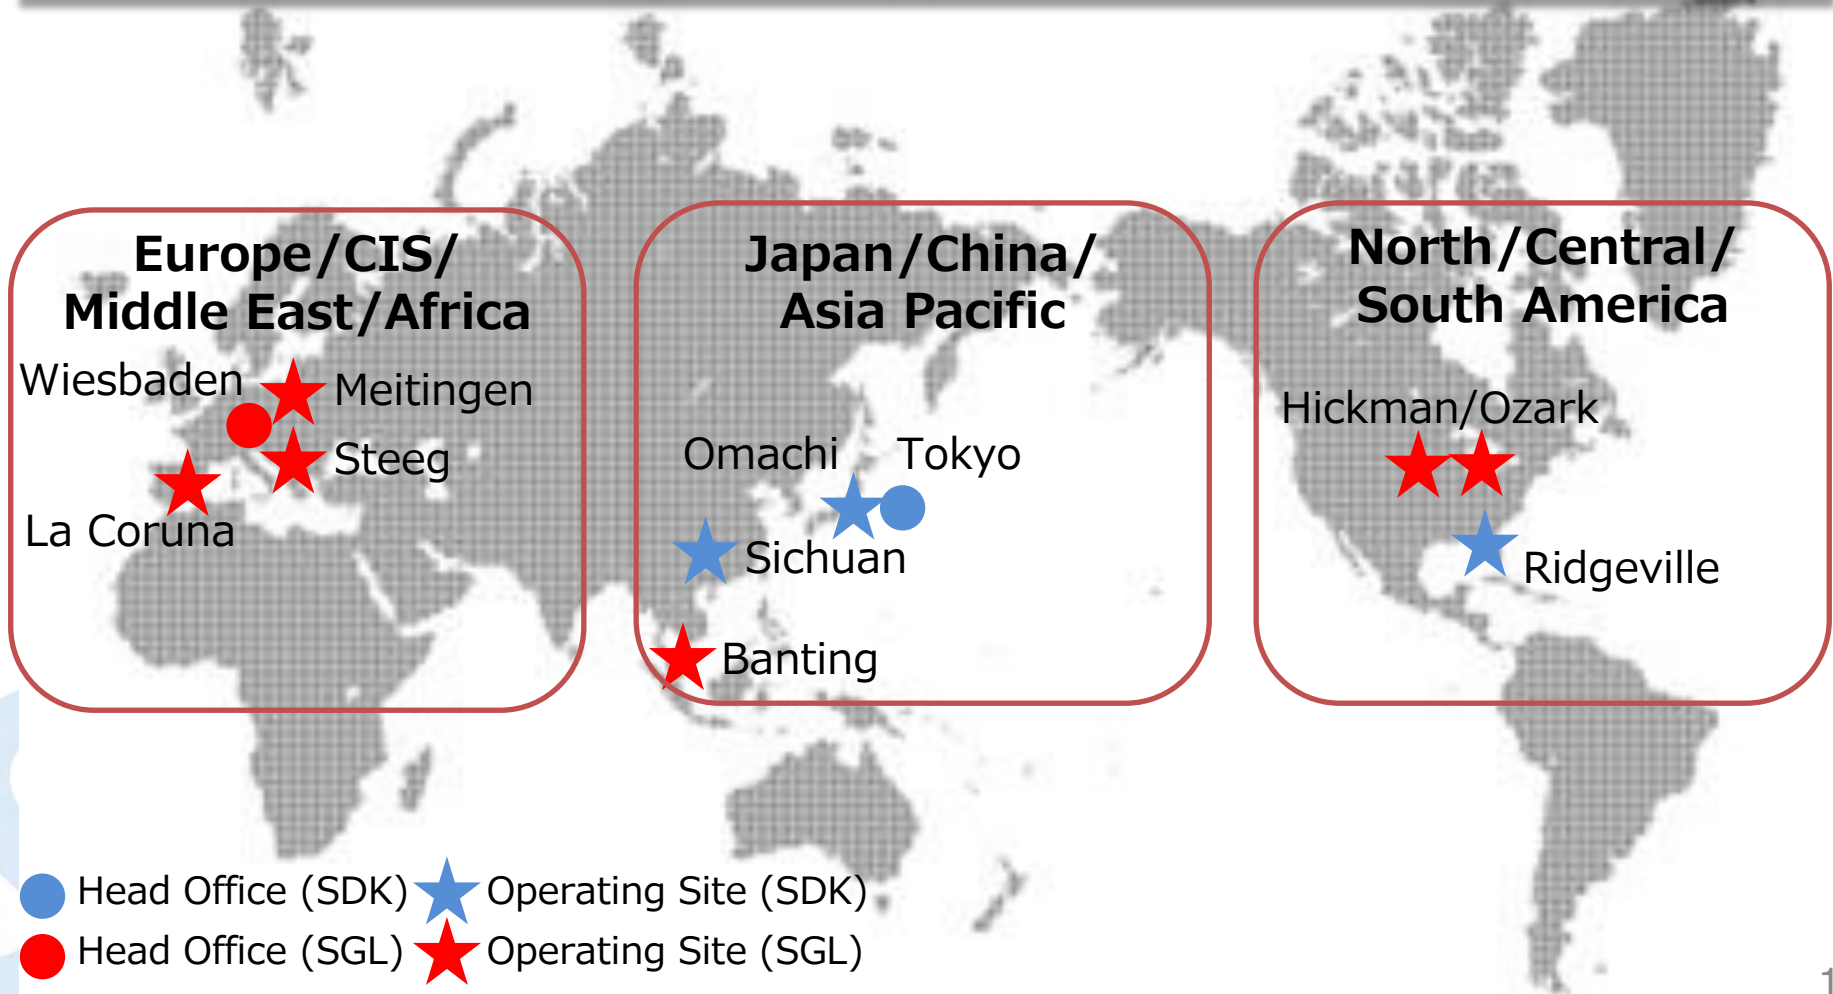 Europe/CIS/
Middle East/Africa
Wiesbaden
Meitingen
Steeg
La Coruna
Japan/China/
Asia Pacific
Omachi
Tokyo
Sichuan
Banting
North/Central/
South America
Hickman/Ozark
Ridgeville
Head Office (SDK)
Operating Site (SDK)
Head Office (SGL)
Operating Site (SGL)
1